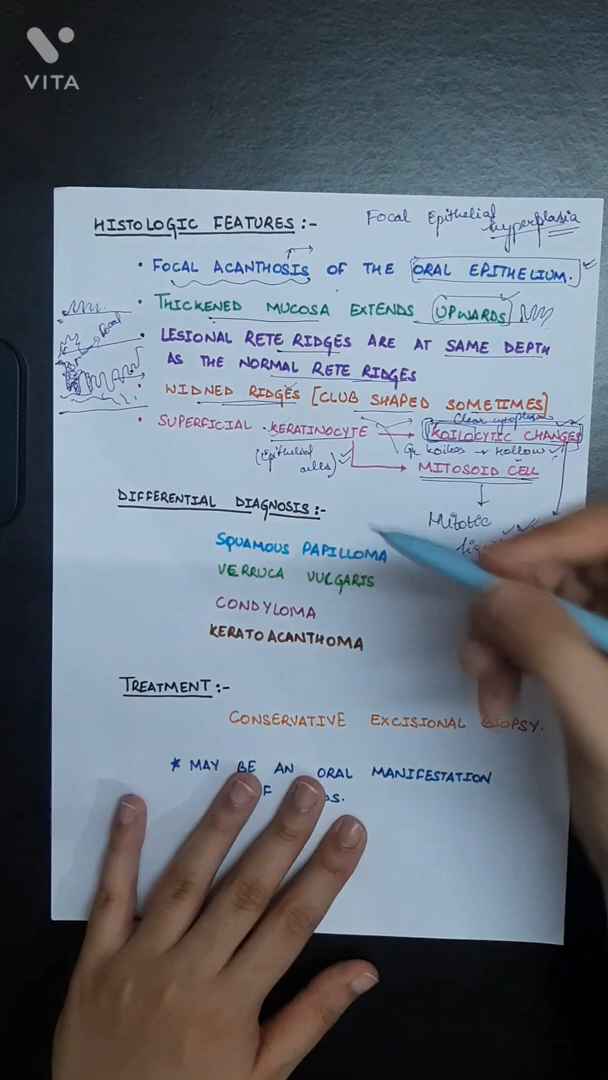 VITA
HISTOLOGIC FEATURES :-
Focal Epithelial
hyperplasia
• FOCAL ACANTHOSIS OF THE ORAL EPITHELIUM.
• THICKENED MUCOSA EXTENDS UPWARDS
• LESIONAL RETE RIDGES ARE AT SAME DEPTH
AS THE NORMAL RETE RIDGES
• WIDNED RIDGES [CLUB SHAPED SOMETIMES]
Clear cytoplasm
• SUPERFICIAL KERATINOCYTE → KOILOCYTIC CHANGES
(Epithelial
cells)
Gk koilos → Hollow
MITOSOID CELL
Mitotic
DIFFERENTIAL DIAGNOSIS :-
SQUAMOUS PAPILLOMA
VERRUCA VULGARIS
CONDYLOMA
KERATOACANTHOMA
TREATMENT :-
CONSERVATIVE EXCISIONAL BIOPSY.
* MAY BE AN ORAL MANIFESTATION